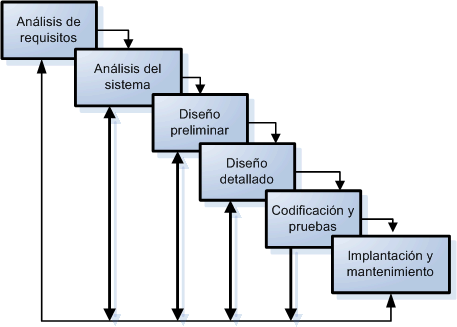 Análisis de
requisitos
Análisis del
sistema
Diseño
preliminar
Diseño
detallado
Codificación y
pruebas
Implantación y
mantenimiento